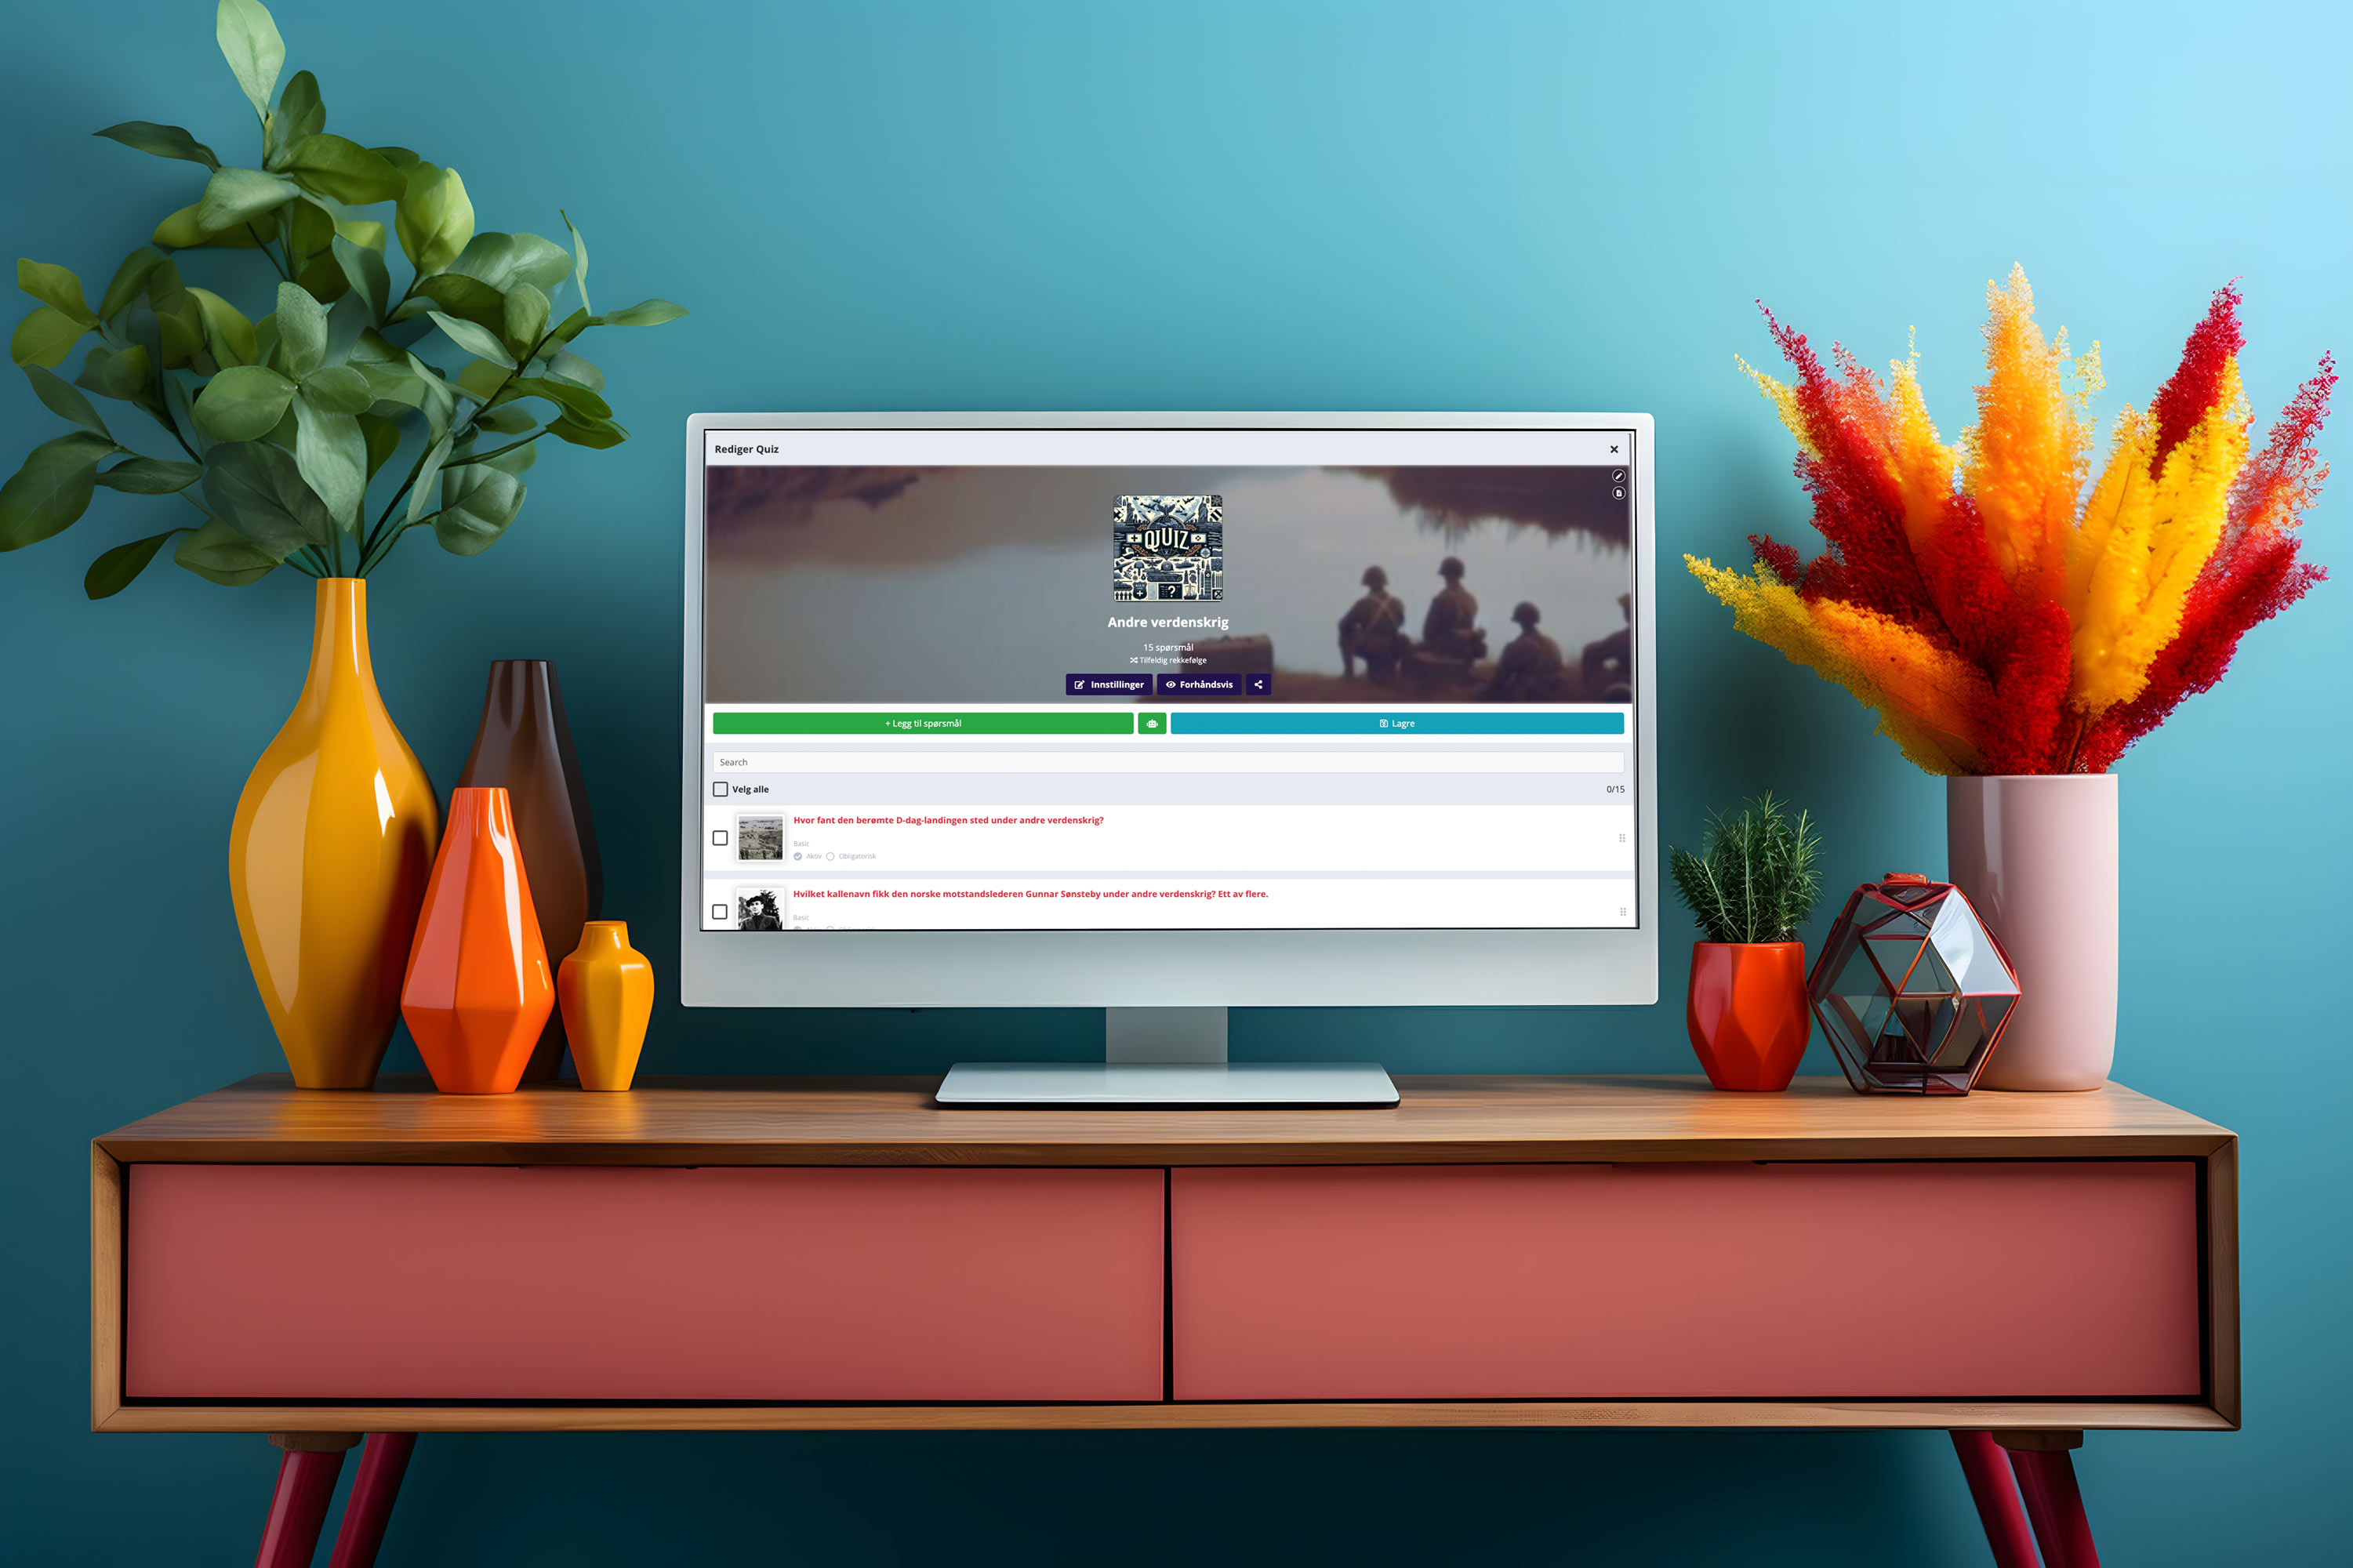 Rediger Quiz
QUIZ
?
Andre verdenskrig
15 spørsmål
Tilfeldig rekkefølge
Innstillinger
Forhåndsvis
+ Legg til spørsmål
Lagre
Search
Velg alle
0/15
Hvor fant den berømte D-dag-landingen sted under andre verdenskrig?
Basic
Aktiv
Obligatorisk
Hvilket kallenavn fikk den norske motstandslederen Gunnar Sønsteby under andre verdenskrig? Ett av flere.
Basic